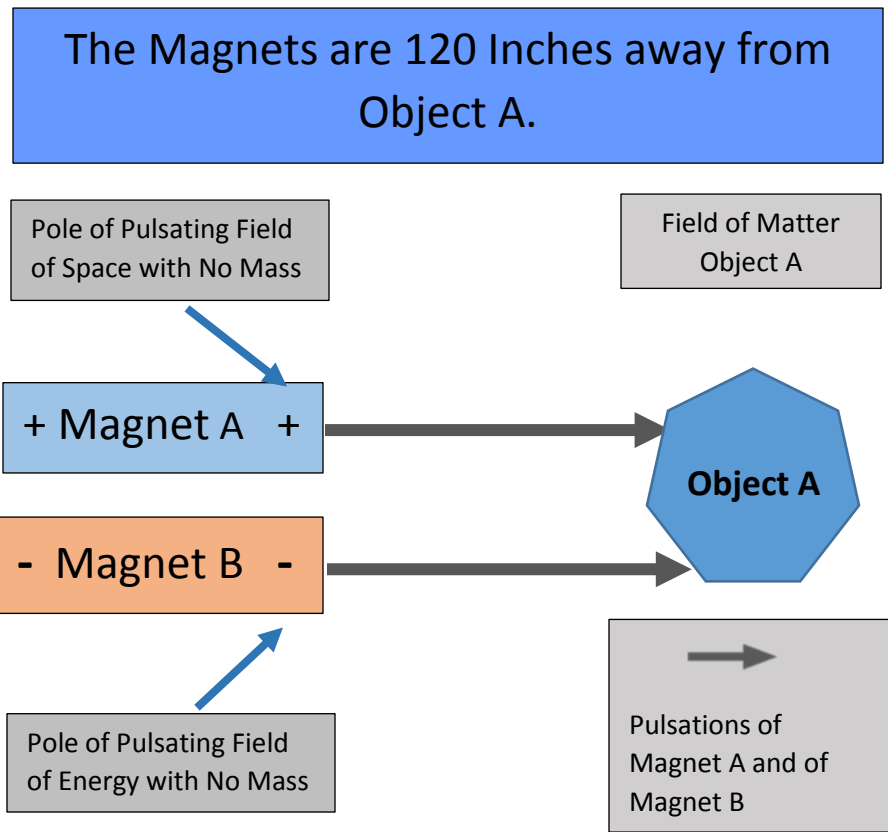 The Magnets are 120 Inches away from
Object A.
Pole of Pulsating Field
of Space with No Mass
Field of Matter
Object A
+ Magnet A +
Object A
- Magnet B -
Pole of Pulsating Field
of Energy with No Mass
Pulsations of
Magnet A and of
Magnet B